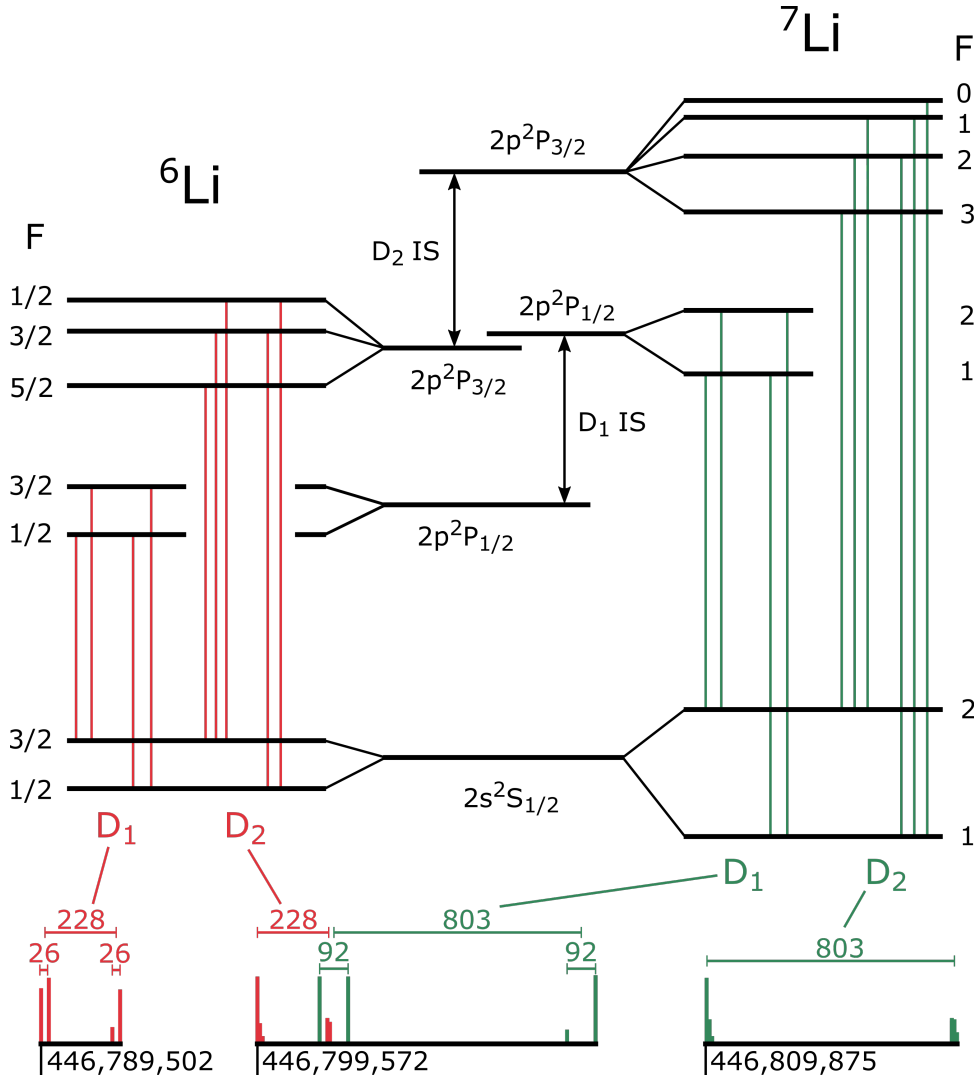 ⁷Li
F
0
1
2
3
2p²P₃/₂
⁶Li
F
D₂ IS
1/2
3/2
5/2
2p²P₁/₂
2
1
2p²P₃/₂
D₁ IS
3/2
1/2
2p²P₁/₂
3/2
1/2
2s²S₁/₂
2
1
D₁ D₂ D₁ D₂
228 228 803 803
26 26 92 92
446,789,502 446,799,572 446,809,875